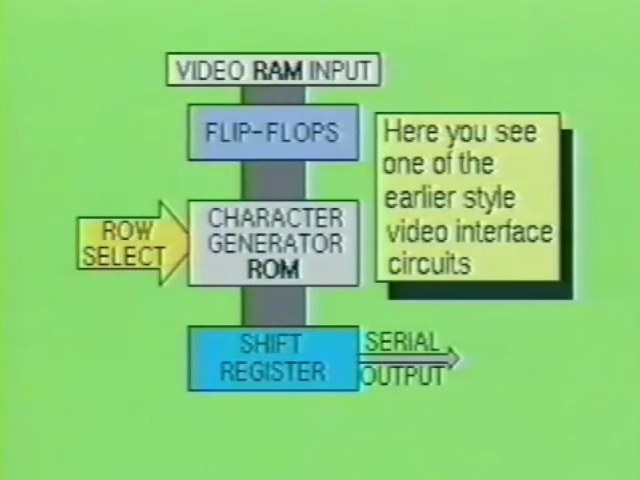 VIDEO RAM INPUT
FLIP-FLOPS
Here you see
one of the
earlier style
video interface
circuits
ROW
SELECT
CHARACTER
GENERATOR
ROM
SHIFT
REGISTER
SERIAL
OUTPUT